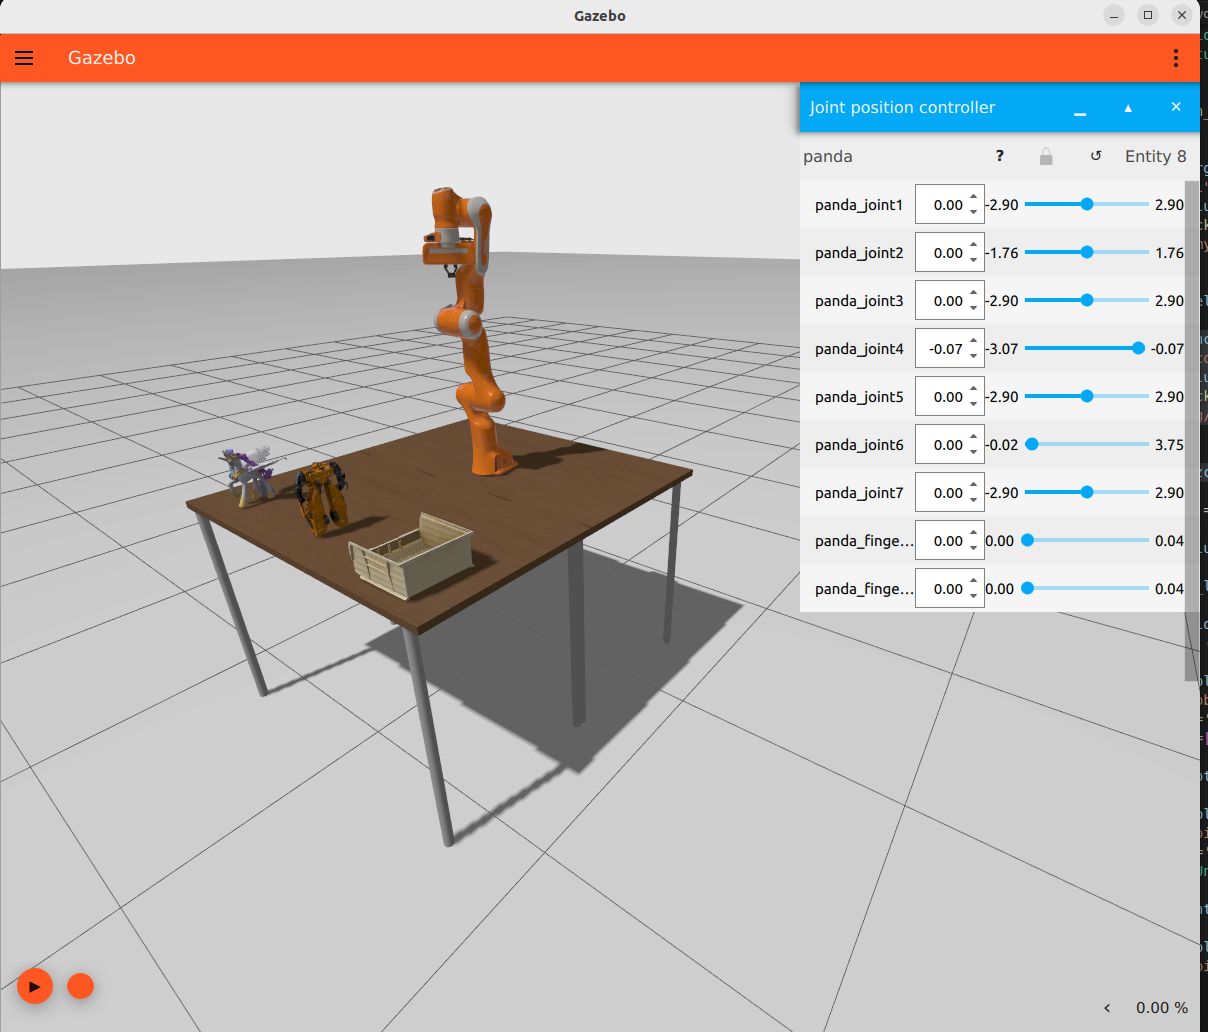 Gazebo
Gazebo
Joint position controller
panda ? Entity 8
panda_joint1 0.00 -2.90 2.90
panda_joint2 0.00 -1.76 1.76
panda_joint3 0.00 -2.90 2.90
panda_joint4 -0.07 -3.07 -0.07
panda_joint5 0.00 -2.90 2.90
panda_joint6 0.00 -0.02 3.75
panda_joint7 0.00 -2.90 2.90
panda_finge... 0.00 0.00 0.04
panda_finge... 0.00 0.00 0.04
0.00 %